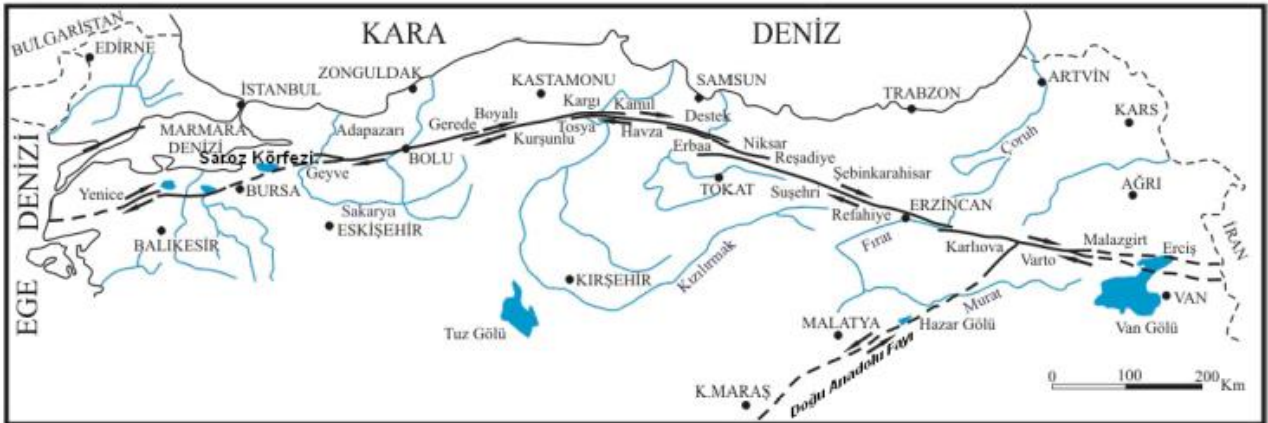 BULGARİSTAN
EDİRNE
KARA
DENİZ
ZONGULDAK
İSTANBUL
KASTAMONU
SAMSUN
TRABZON
ARTVİN
KARS
MARMARA
DENİZİ
Adapazarı
Gerede
Boyalı
Kargı
Kamıl
Destek
Tosya
Havza
Kurşunlu
Saroz Körfezi
Geyve
BOLU
Erbaa
Niksar
Reşadiye
Çoruh
Yenice
BURSA
TOKAT
Şebinkarahisar
Suşehri
ERZİNCAN
AĞRI
Refahiye
Sakarya
ESKİŞEHİR
BALIKESİR
Kızılırmak
Fırat
Karlıova
Varto
Malazgirt
Erciş
İRAN
EGE DENİZİ
KIRŞEHİR
Murat
VAN
Van Gölü
Tuz Gölü
MALATYA
Hazar Gölü
Doğu Anadolu Fayı
K.MARAŞ
0 100 200 Km